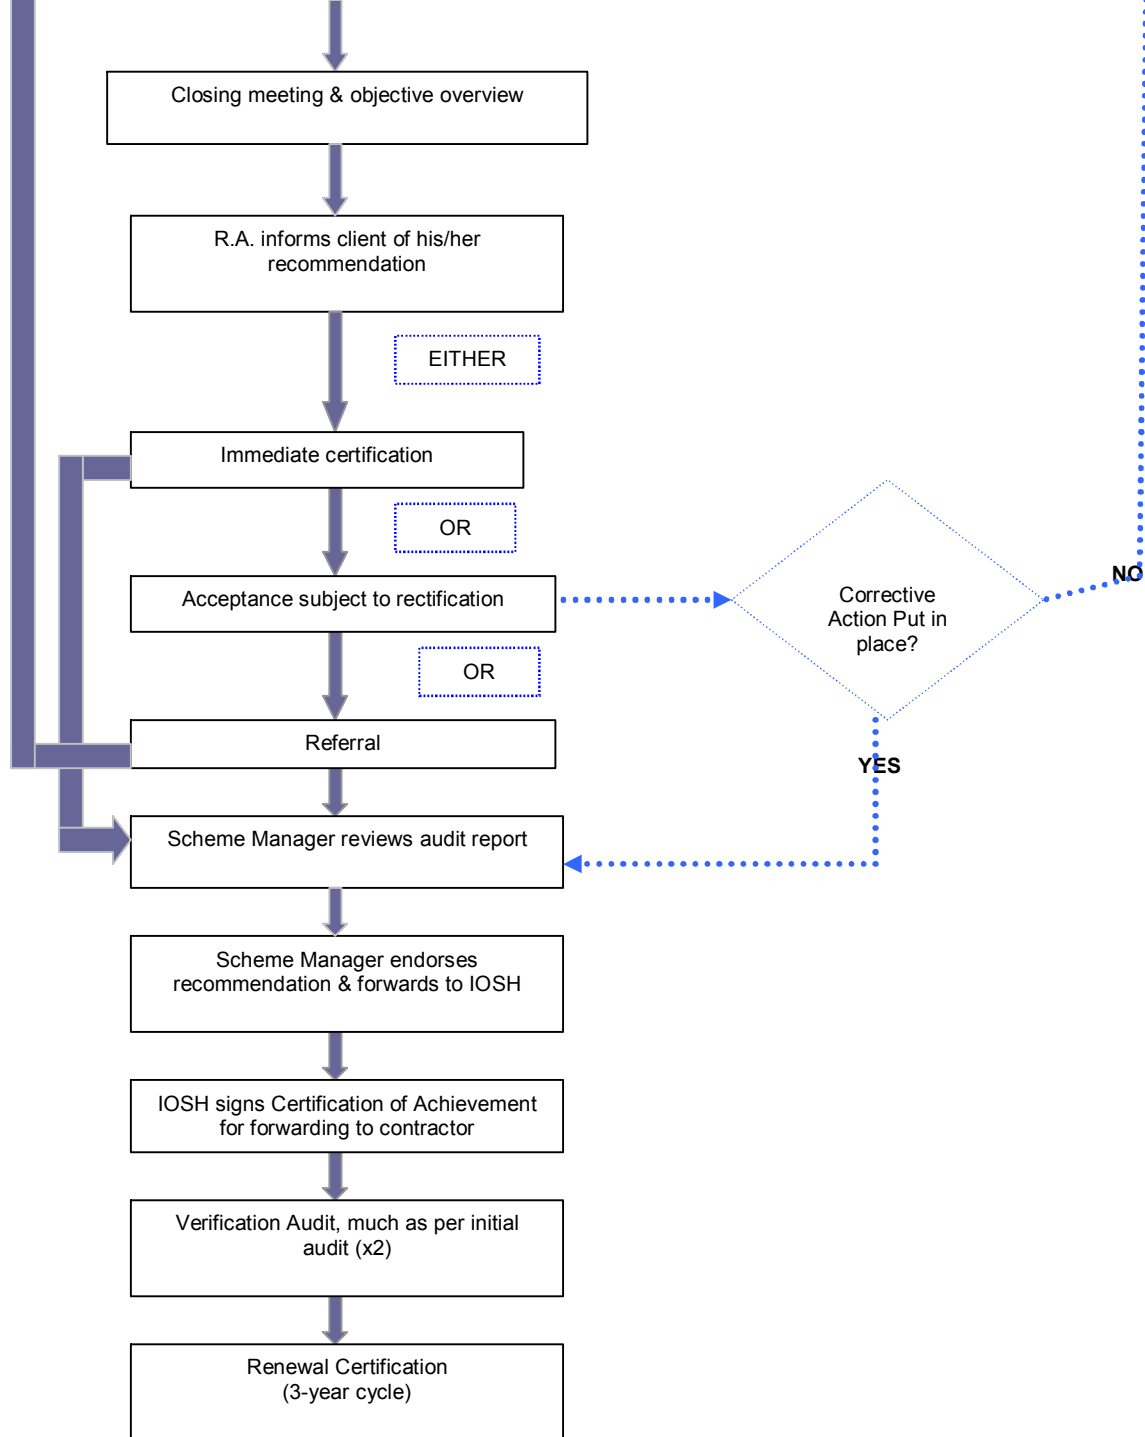 Closing meeting & objective overview
R.A. informs client of his/her
recommendation
EITHER
Immediate certification
OR
Acceptance subject to rectification
Corrective
Action Put in
place?
NO
OR
Referral
YES
Scheme Manager reviews audit report
Scheme Manager endorses
recommendation & forwards to IOSH
IOSH signs Certification of Achievement
for forwarding to contractor
Verification Audit, much as per initial
audit (x2)
Renewal Certification
(3-year cycle)